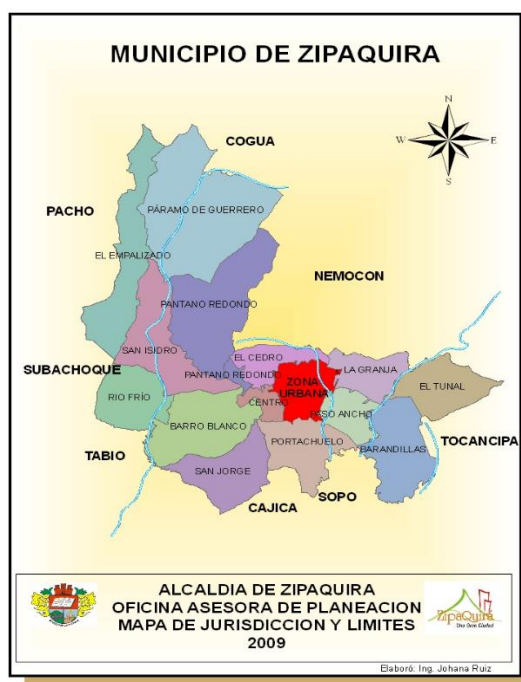 MUNICIPIO DE ZIPAQUIRA
N
W
E
S
COGUA
PACHO
PÁRAMO DE GUERRERO
EL EMPALIZADO
NEMOCON
PANTANO REDONDO
SAN ISIDRO
EL CEDRO
SUBACHOQUE
PANTANO REDONDO
LA GRANJA
ZONA
URBANA
EL TUNAL
RIO FRÍO
CENTRO
PASO ANCHO
BARRO BLANCO
PORTACHUELO
TOCANCIPA
TABIO
BARANDILLAS
SAN JORGE
SOPO
CAJICA
ALCALDIA DE ZIPAQUIRA
OFICINA ASESORA DE PLANEACION
MAPA DE JURISDICCION Y LIMITES
2009
ZipaQuirá
Elaboró: Ing. Johana Ruiz